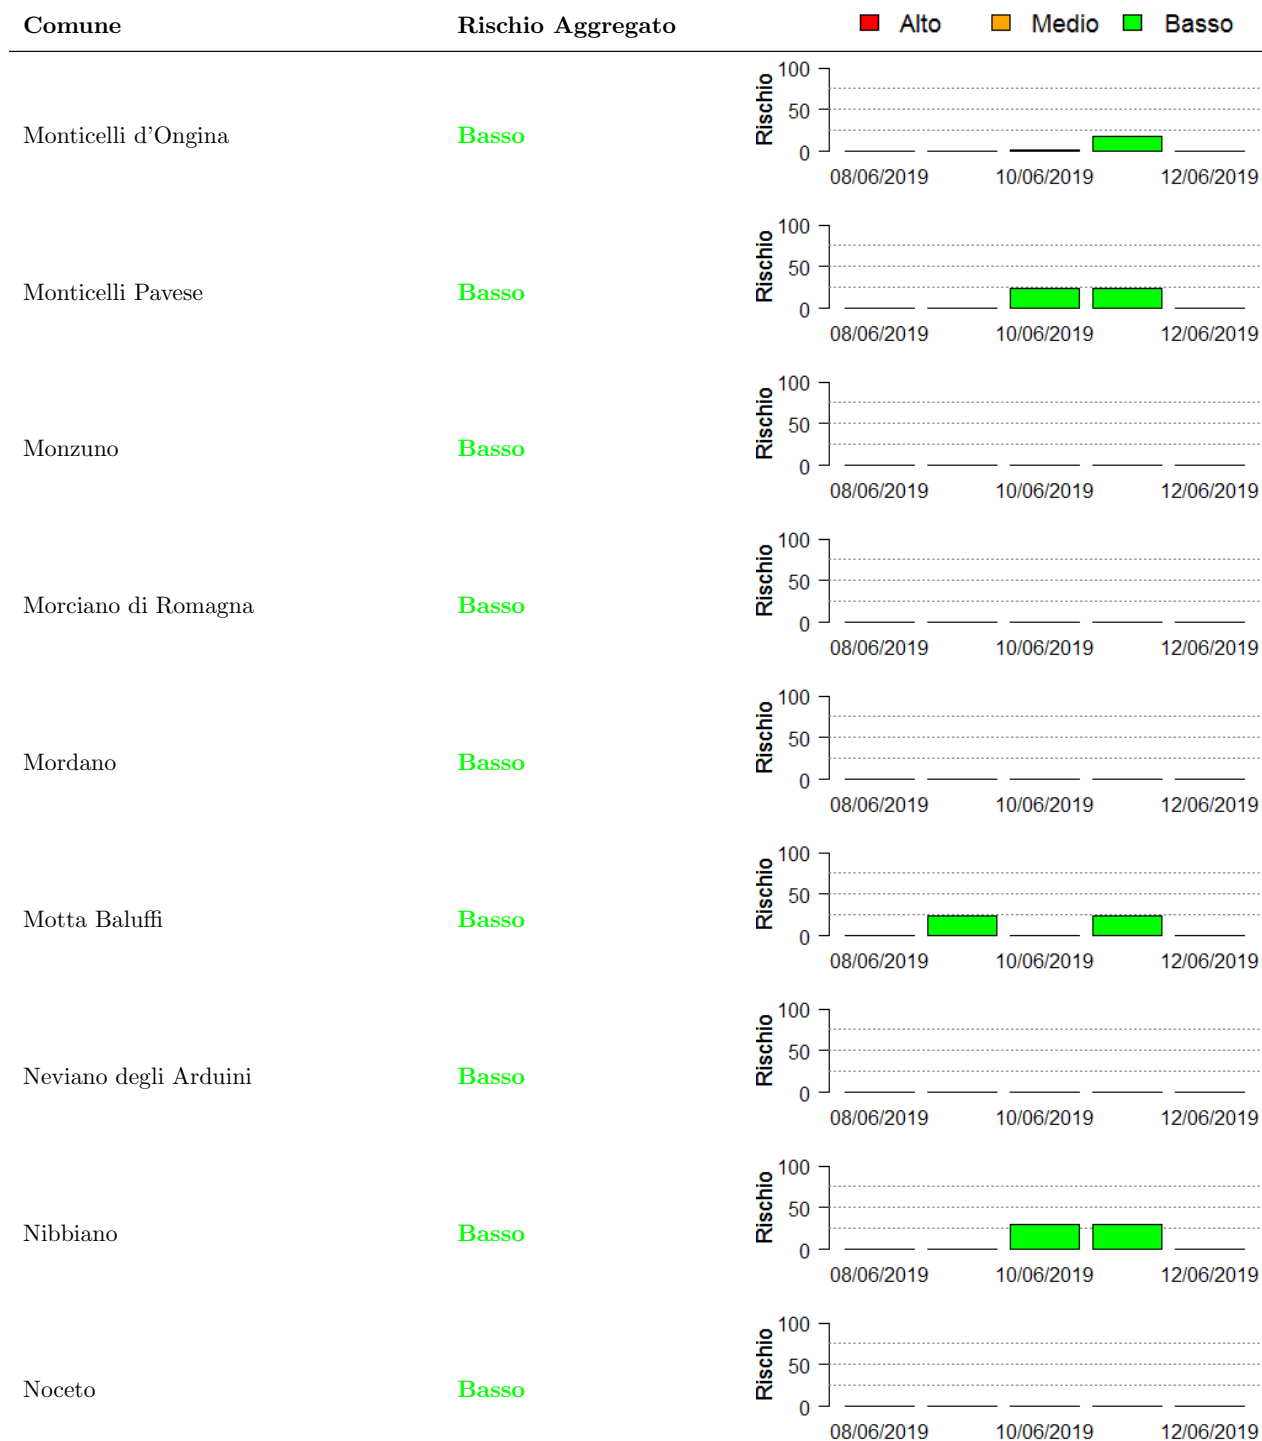 Comune Rischio Aggregato Alto Medio Basso
Monticelli d'Ongina Basso Rischio 100 50 0
08/06/2019 10/06/2019 12/06/2019
Monticelli Pavese Basso Rischio 100 50 0
08/06/2019 10/06/2019 12/06/2019
Monzuno Basso Rischio 100 50 0
08/06/2019 10/06/2019 12/06/2019
Morciano di Romagna Basso Rischio 100 50 0
08/06/2019 10/06/2019 12/06/2019
Mordano Basso Rischio 100 50 0
08/06/2019 10/06/2019 12/06/2019
Motta Baluffi Basso Rischio 100 50 0
08/06/2019 10/06/2019 12/06/2019
Neviano degli Arduini Basso Rischio 100 50 0
08/06/2019 10/06/2019 12/06/2019
Nibbiano Basso Rischio 100 50 0
08/06/2019 10/06/2019 12/06/2019
Noceto Basso Rischio 100 50 0
08/06/2019 10/06/2019 12/06/2019